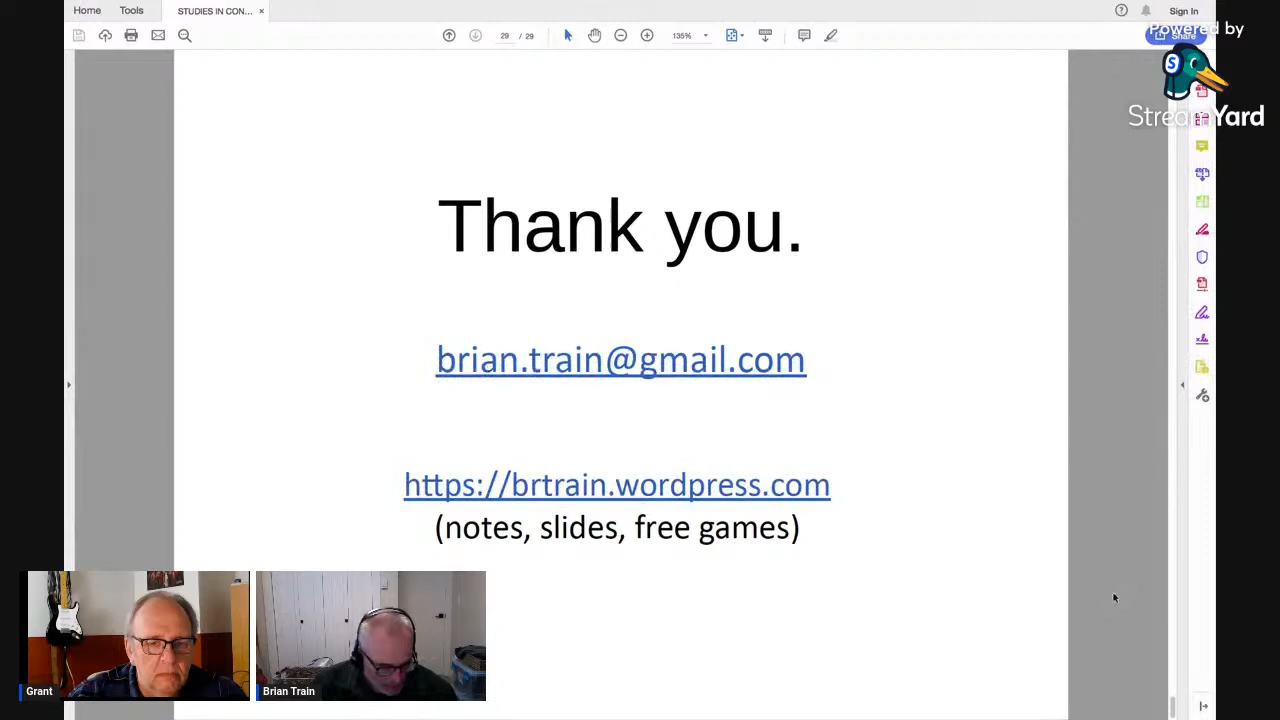 Home Tools STUDIES IN CON... × Sign In
29 / 29 135% Share
Powered by
StreamYard
Thank you.
brian.train@gmail.com
https://brtrain.wordpress.com
(notes, slides, free games)
Grant
Brian Train